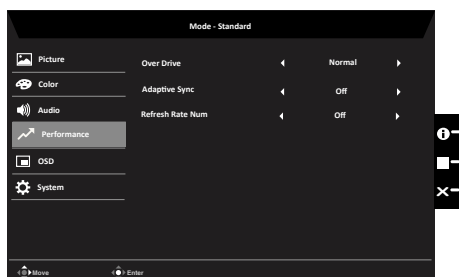 Mode - Standard
Picture
Over Drive Normal
Color
Adaptive Sync Off
Audio
Refresh Rate Num Off
Performance
OSD
System
Move Enter